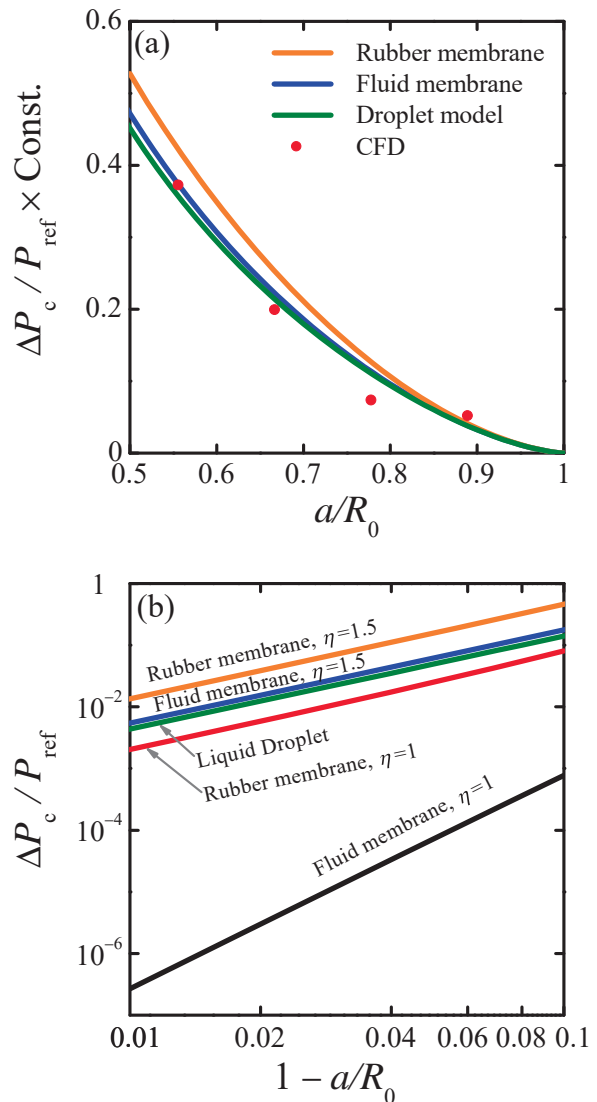 (a)
Rubber membrane
Fluid membrane
Droplet model
CFD
0.6
0.4
0.2
0
ΔP_c / P_ref × Const.
0.5 0.6 0.7 0.8 0.9 1
a/R_0
(b)
1
10^-2
10^-4
10^-6
ΔP_c / P_ref
Rubber membrane, η=1.5
Fluid membrane, η=1.5
Liquid Droplet
Rubber membrane, η=1
Fluid membrane, η=1
0.01 0.02 0.04 0.06 0.08 0.1
1 − a/R_0